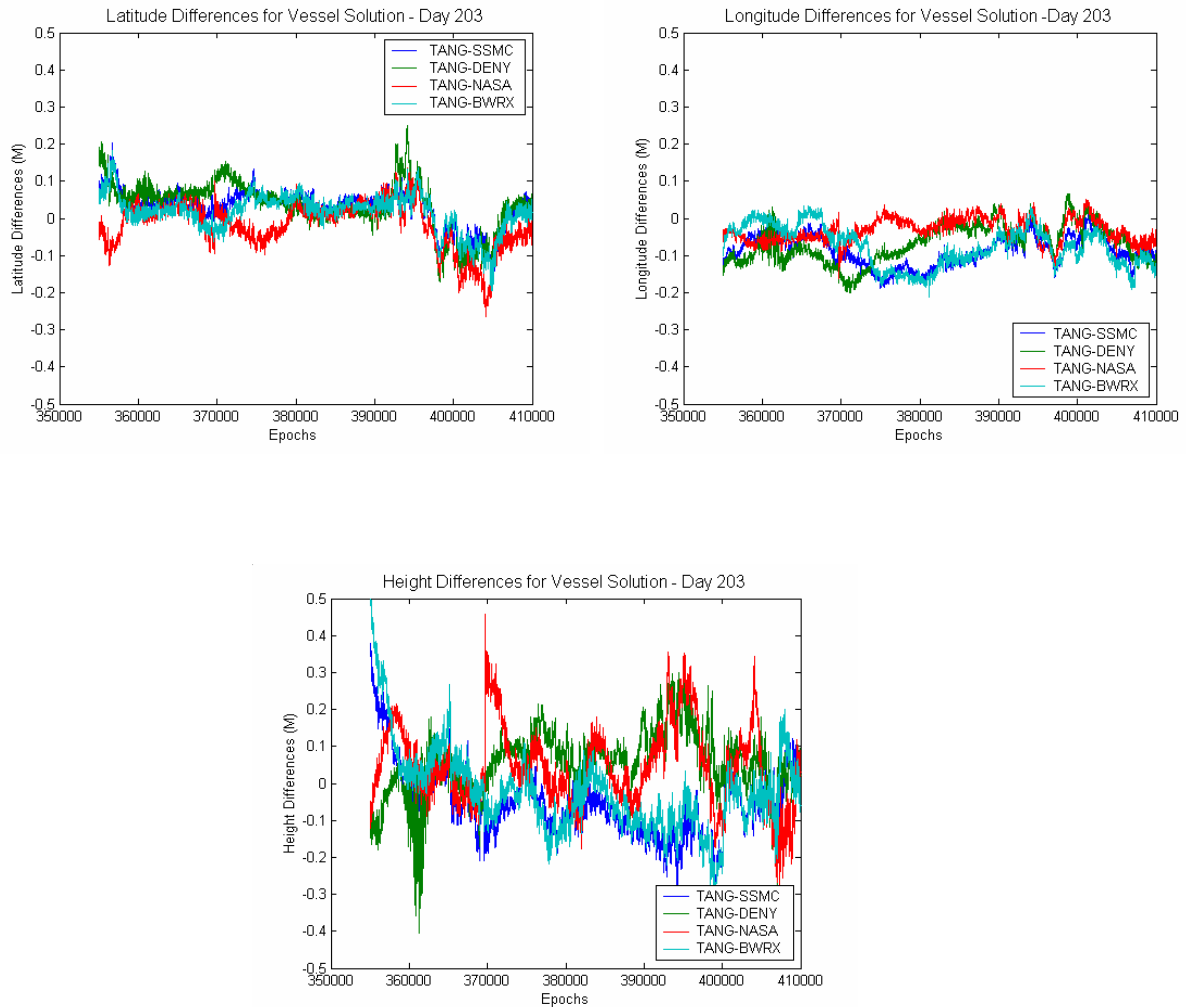 Latitude Differences for Vessel Solution - Day 203
0.5
0.4
0.3
0.2
0.1
0
-0.1
-0.2
-0.3
-0.4
-0.5
Latitude Differences (M)
TANG-SSMC
TANG-DENY
TANG-NASA
TANG-BWRX
350000 360000 370000 380000 390000 400000 410000
Epochs
Longitude Differences for Vessel Solution -Day 203
0.5
0.4
0.3
0.2
0.1
0
-0.1
-0.2
-0.3
-0.4
-0.5
Longitude Differences (M)
TANG-SSMC
TANG-DENY
TANG-NASA
TANG-BWRX
350000 360000 370000 380000 390000 400000 410000
Epochs
Height Differences for Vessel Solution - Day 203
0.5
0.4
0.3
0.2
0.1
0
-0.1
-0.2
-0.3
-0.4
-0.5
Height Differences (M)
TANG-SSMC
TANG-DENY
TANG-NASA
TANG-BWRX
350000 360000 370000 380000 390000 400000 410000
Epochs